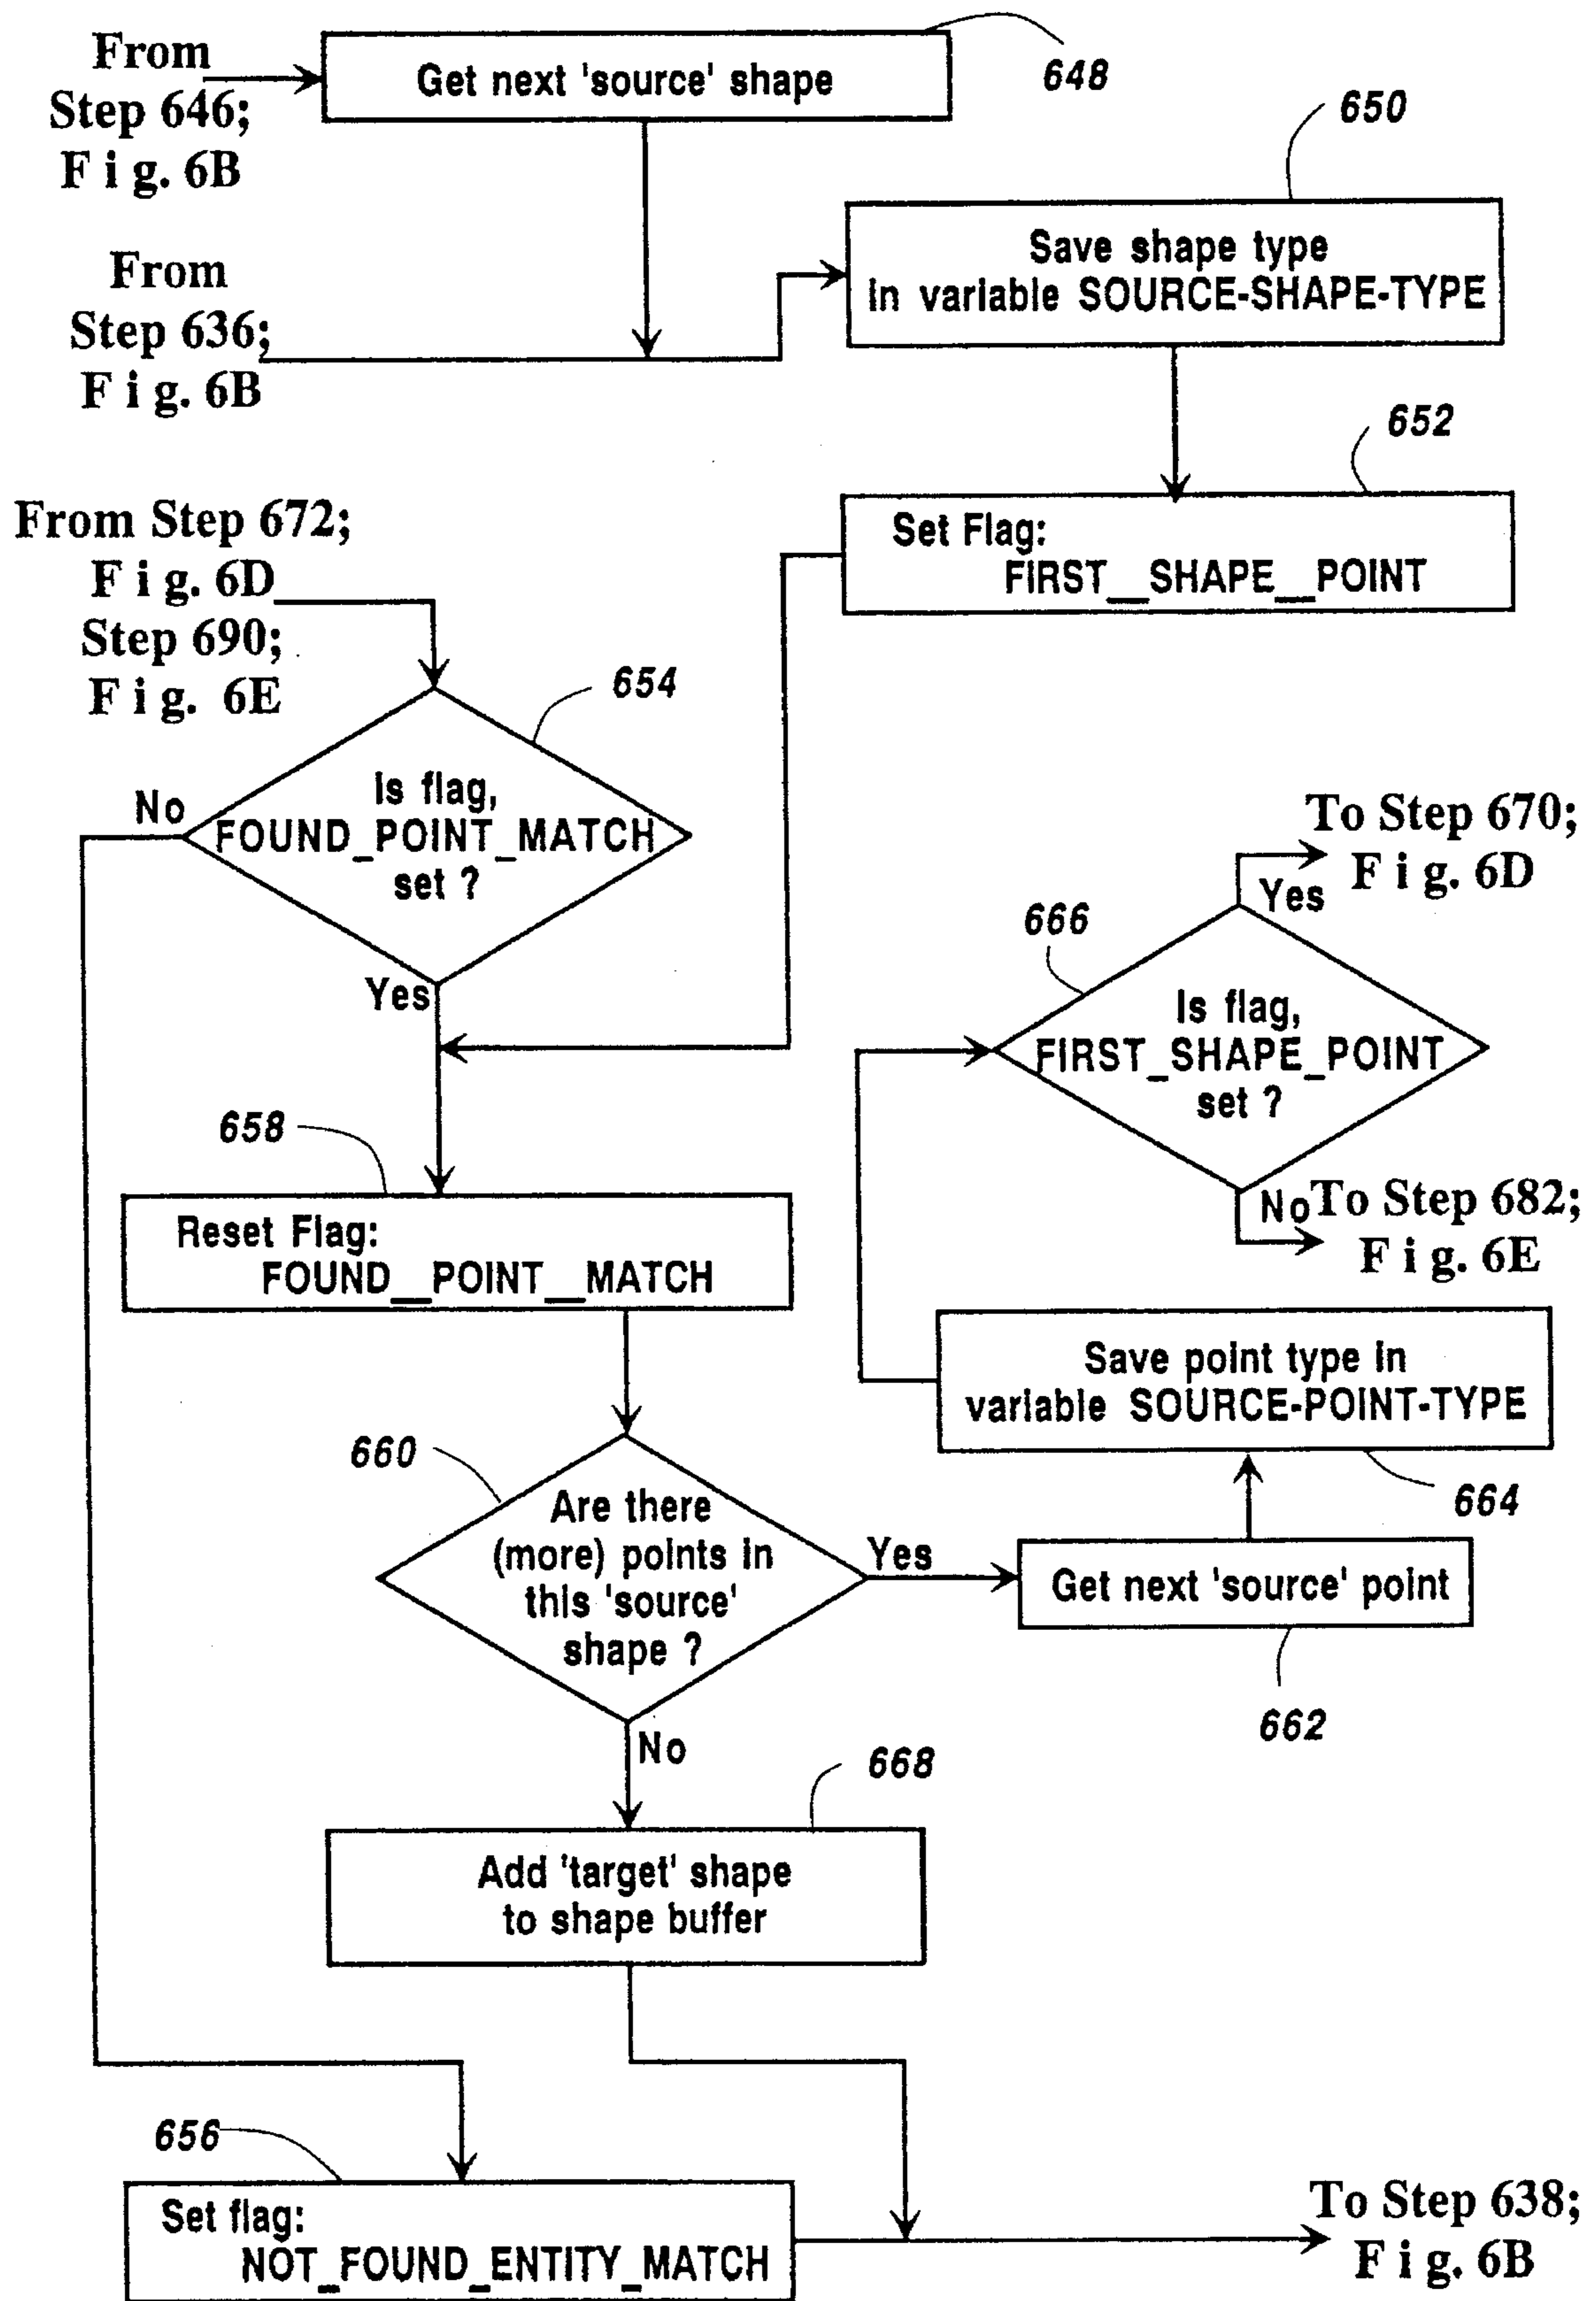 From
Step 646;
Fig. 6B
Get next 'source' shape
648
650
Save shape type
in variable SOURCE-SHAPE-TYPE
From
Step 636;
Fig. 6B
652
Set Flag:
FIRST__SHAPE__POINT
From Step 672;
Fig. 6D
Step 690;
Fig. 6E
654
Is flag,
FOUND_POINT_MATCH
set ?
No
Yes
To Step 670;
Fig. 6D
Yes
666
Is flag,
FIRST_SHAPE_POINT
set ?
No
To Step 682;
Fig. 6E
658
Reset Flag:
FOUND__POINT__MATCH
Save point type in
variable SOURCE-POINT-TYPE
664
660
Are there
(more) points in
this 'source'
shape ?
Yes
Get next 'source' point
662
No
668
Add 'target' shape
to shape buffer
656
Set flag:
NOT_FOUND_ENTITY_MATCH
To Step 638;
Fig. 6B